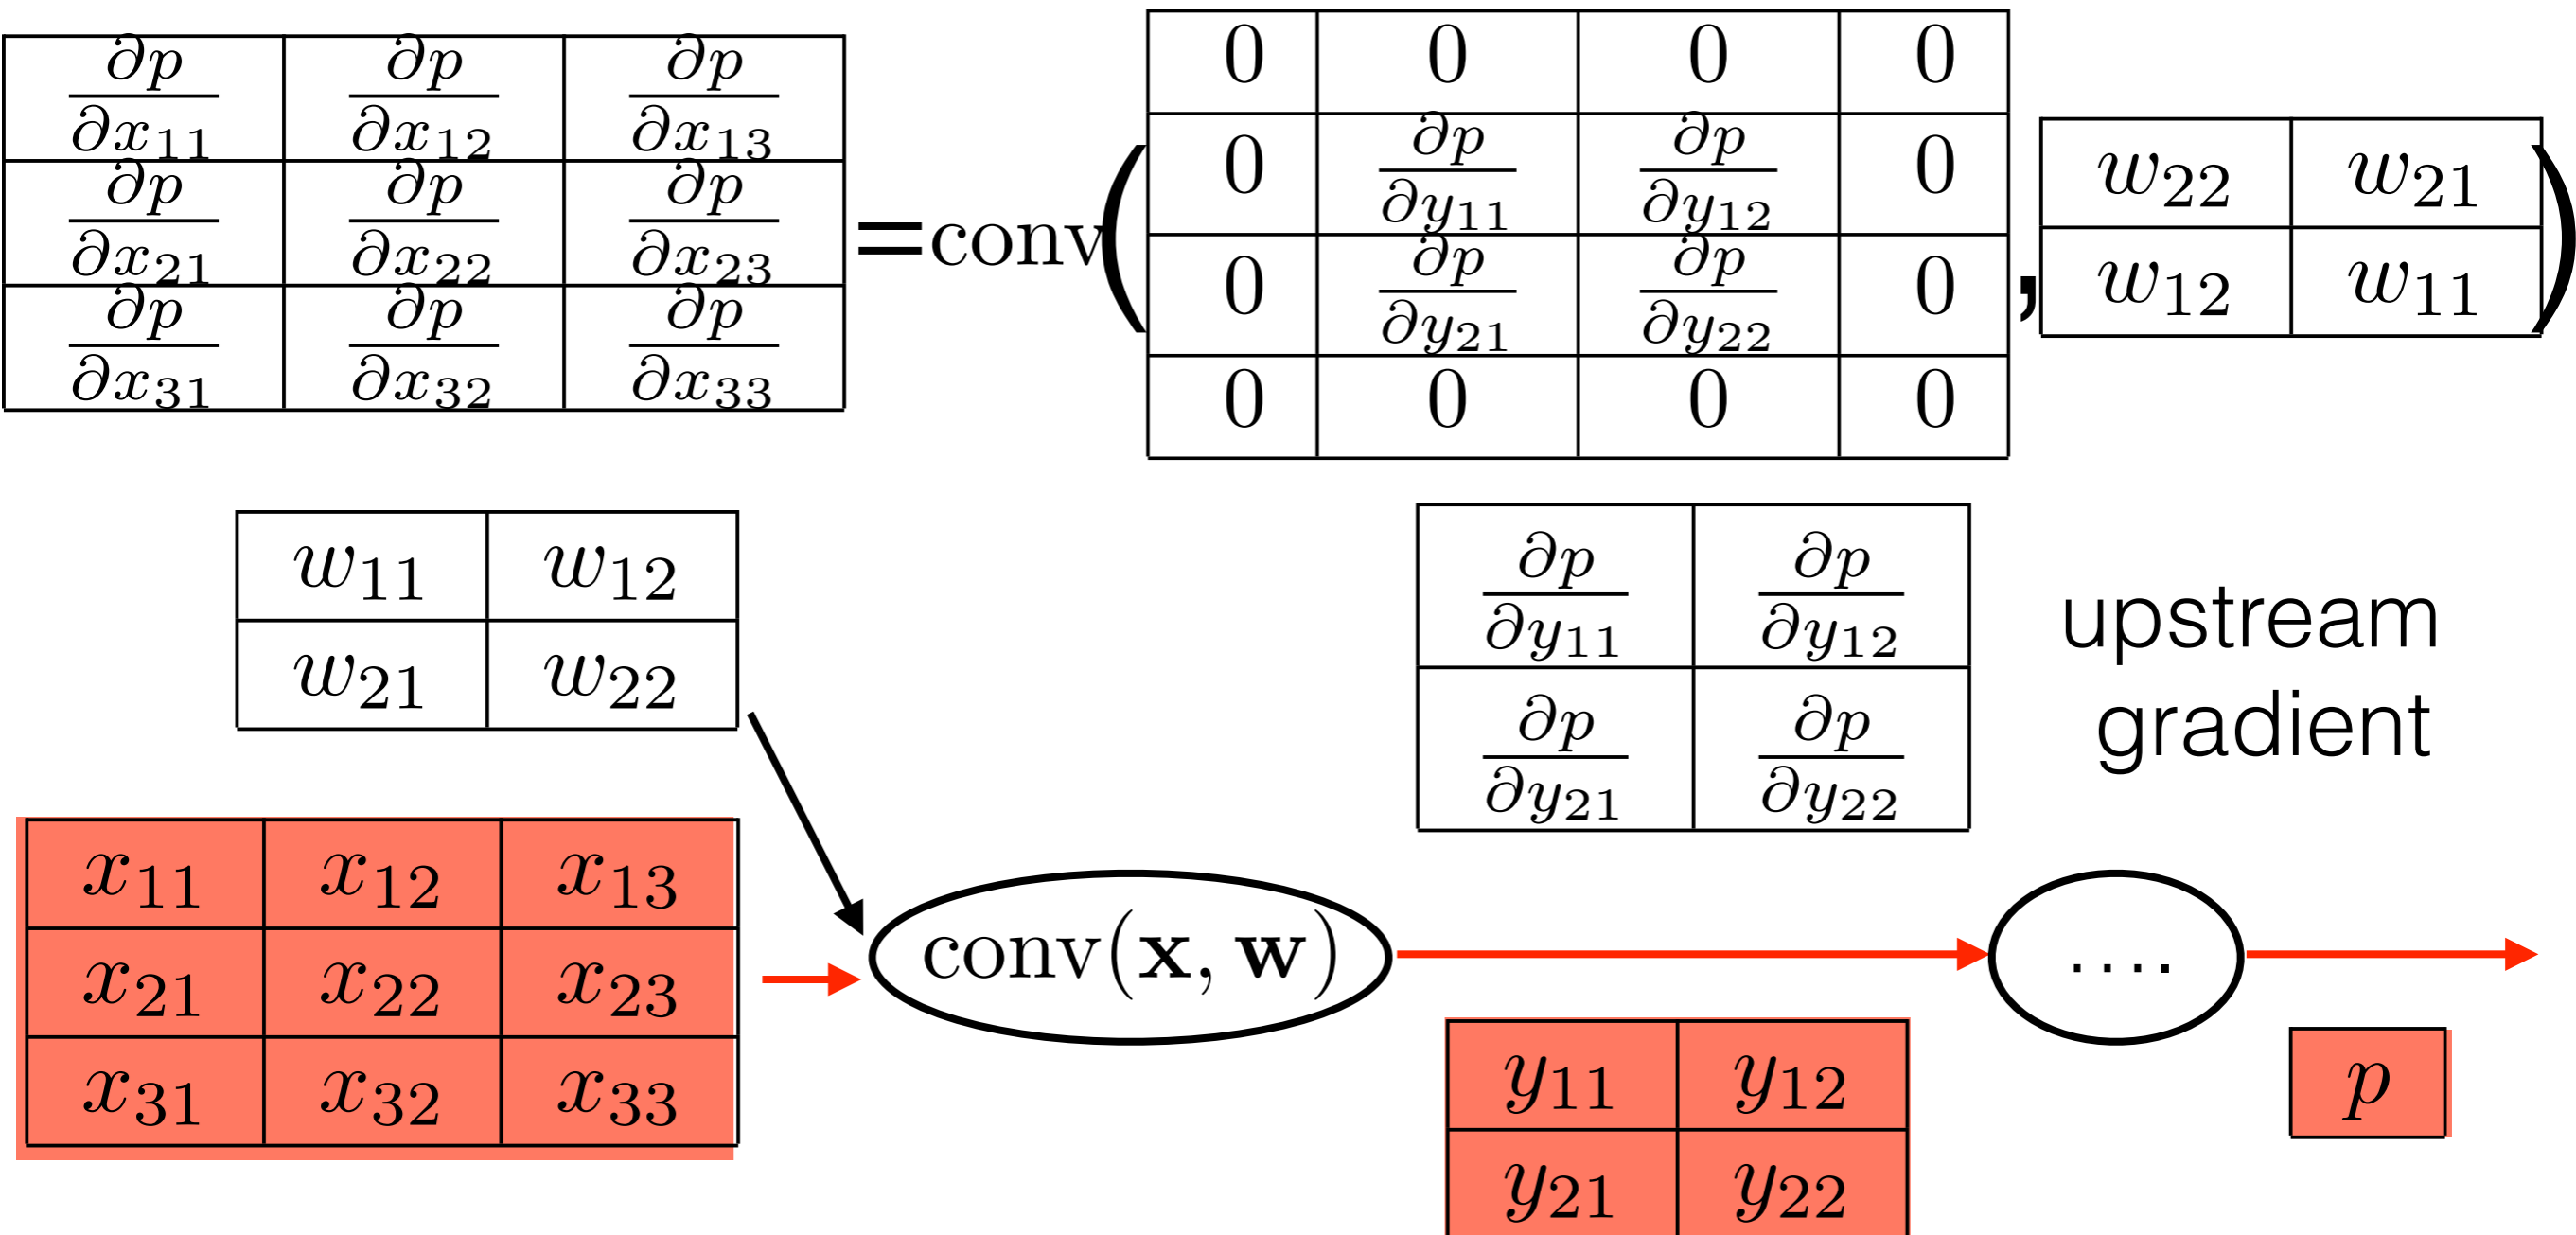 ∂p/∂x₁₁ ∂p/∂x₁₂ ∂p/∂x₁₃
∂p/∂x₂₁ ∂p/∂x₂₂ ∂p/∂x₂₃
∂p/∂x₃₁ ∂p/∂x₃₂ ∂p/∂x₃₃
=conv(
0 0 0 0
0 ∂p/∂y₁₁ ∂p/∂y₁₂ 0
0 ∂p/∂y₂₁ ∂p/∂y₂₂ 0
0 0 0 0
,
w₂₂ w₂₁
w₁₂ w₁₁
)
w₁₁ w₁₂
w₂₁ w₂₂
∂p/∂y₁₁ ∂p/∂y₁₂
∂p/∂y₂₁ ∂p/∂y₂₂
upstream
gradient
x₁₁ x₁₂ x₁₃
x₂₁ x₂₂ x₂₃
x₃₁ x₃₂ x₃₃
conv(x, w)
....
y₁₁ y₁₂
y₂₁ y₂₂
p